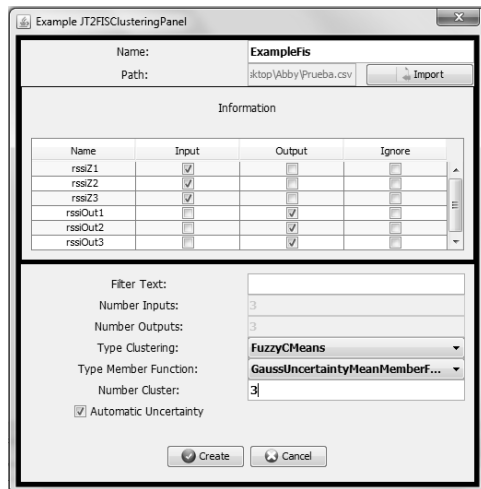 Example JT2FISClusteringPanel
Name: ExampleFis
Path: sktop\Abby\Prueba.csv Import
Information
Name Input Output Ignore
rssiZ1
rssiZ2
rssiZ3
rssiOut1
rssiOut2
rssiOut3
Filter Text:
Number Inputs: 3
Number Outputs: 3
Type Clustering: FuzzyCMeans
Type Member Function: GaussUncertaintyMeanMemberF...
Number Cluster: 3
Automatic Uncertainty
Create Cancel